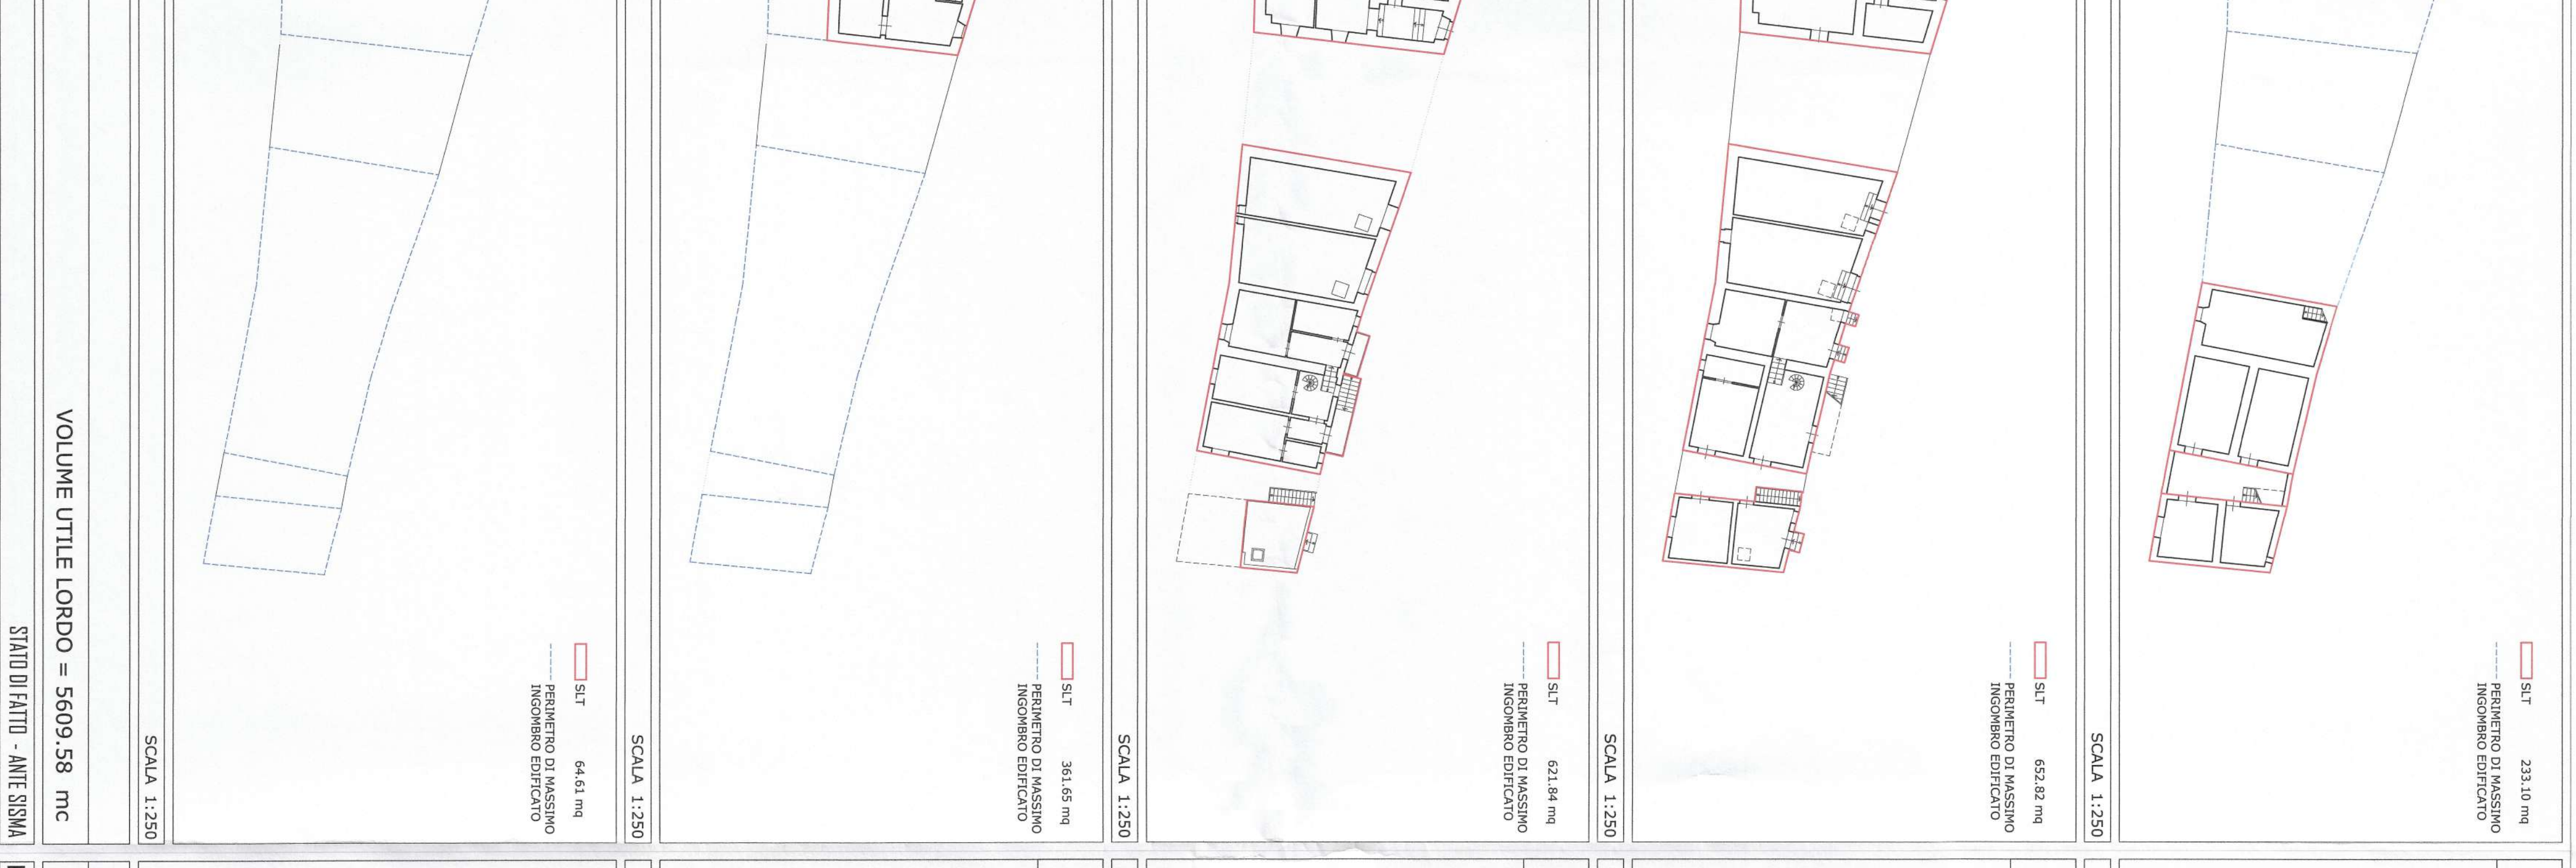 SLT 233.10 mq
PERIMETRO DI MASSIMO
INGOMBRO EDIFICATO
SCALA 1:250
SLT 652.82 mq
PERIMETRO DI MASSIMO
INGOMBRO EDIFICATO
SCALA 1:250
SLT 621.84 mq
PERIMETRO DI MASSIMO
INGOMBRO EDIFICATO
SCALA 1:250
SLT 361.65 mq
PERIMETRO DI MASSIMO
INGOMBRO EDIFICATO
SCALA 1:250
SLT 64.61 mq
PERIMETRO DI MASSIMO
INGOMBRO EDIFICATO
SCALA 1:250
VOLUME UTILE LORDO = 5609.58 mc
STATO DI FATTO - ANTE SISMA